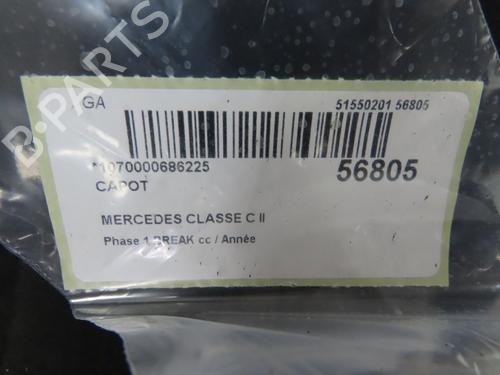 B-PARTS
GA
51550201 56805
*1070000686225
56805
CAPOT
MERCEDES CLASSE C II
Phase 1 BREAK cc / Année